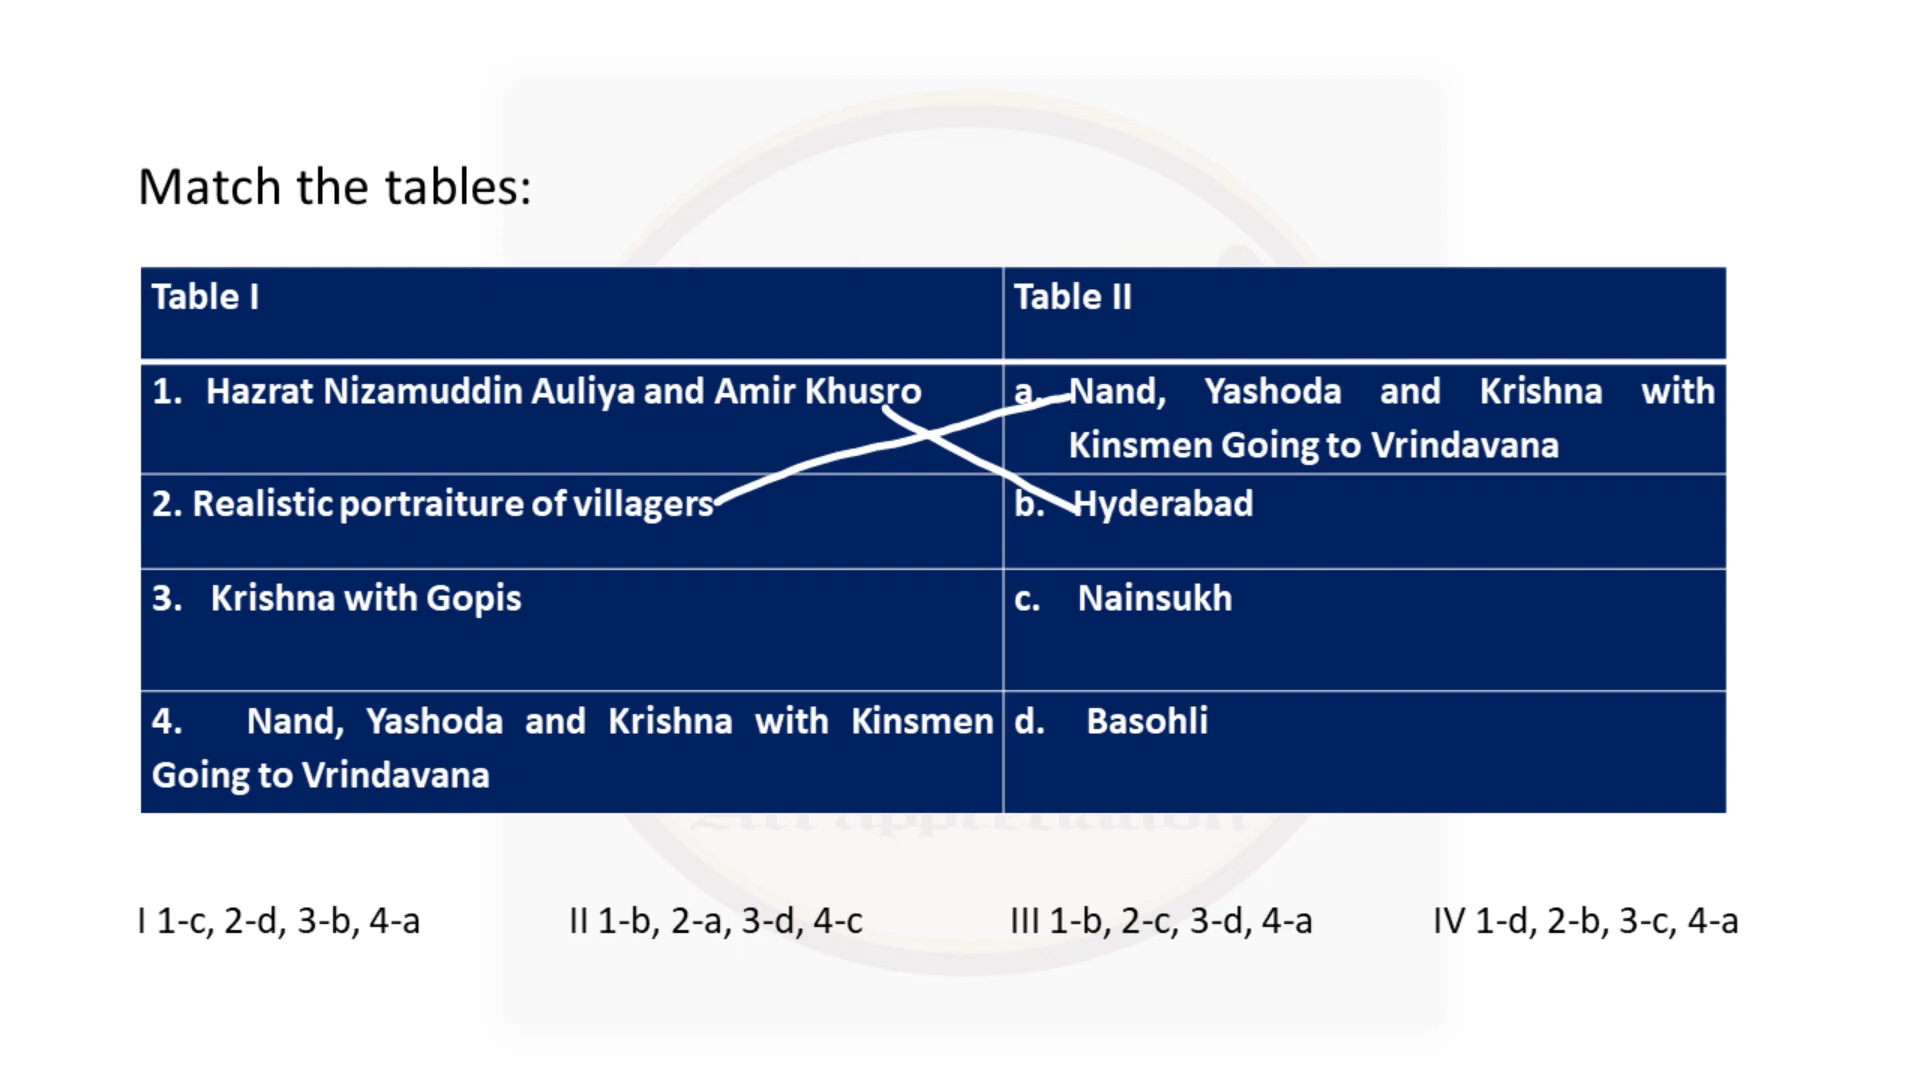 Match the tables:
Table I
Table II
1. Hazrat Nizamuddin Auliya and Amir Khusro
a. Nand, Yashoda and Krishna with
Kinsmen Going to Vrindavana
2. Realistic portraiture of villagers
b. Hyderabad
3. Krishna with Gopis
c. Nainsukh
4. Nand, Yashoda and Krishna with Kinsmen
Going to Vrindavana
d. Basohli
Art appreciation
I 1-c, 2-d, 3-b, 4-a
II 1-b, 2-a, 3-d, 4-c
III 1-b, 2-c, 3-d, 4-a
IV 1-d, 2-b, 3-c, 4-a